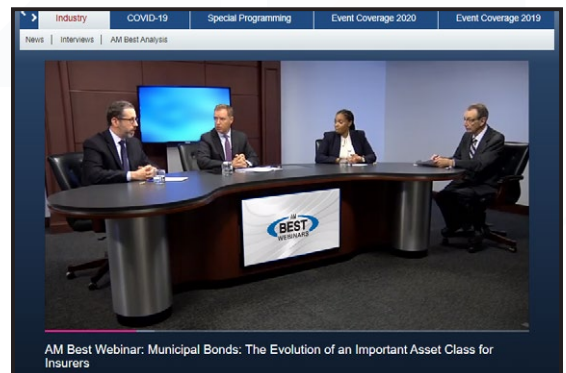 Industry
COVID-19
Special Programming
Event Coverage 2020
Event Coverage 2019
News | Interviews | AM Best Analysis
AM
BEST
WEBINARS
AM Best Webinar: Municipal Bonds: The Evolution of an Important Asset Class for
Insurers